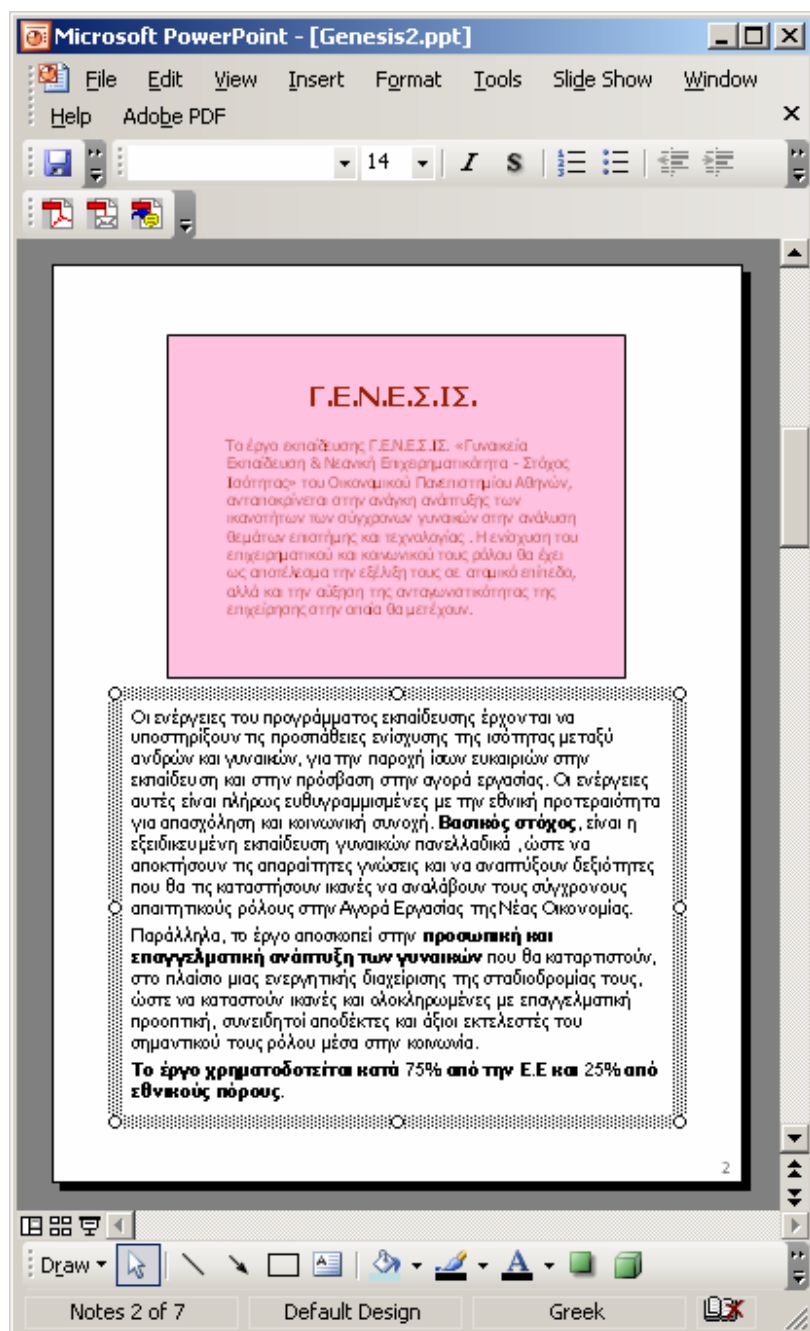 Microsoft PowerPoint - [Genesis2.ppt]
File Edit View Insert Format Tools Slide Show Window
Help Adobe PDF
14 I S
Γ.Ε.Ν.Ε.Σ.ΙΣ.
Το έργο εκπαίδευσης Γ.Ε.Ν.Ε.Σ.ΙΣ. «Γυναικεία
Εκπαίδευση & Νεανική Επιχειρηματικότητα - Στόχος
Ισότητας» του Οικονομικού Πανεπιστημίου Αθηνών,
ανταποκρίνεται στην ανάγκη ανάπτυξης των
ικανοτήτων των σύγχρονων γυναικών στην ανάλυση
θεμάτων επιστήμης και τεχνολογίας . Η ενίσχυση του
επιχειρηματικού και κοινωνικού τους ρόλου θα έχει
ως αποτέλεσμα την εξέλιξη τους σε ατομικό επίπεδο,
αλλά και την αύξηση της ανταγωνιστικότητας της
επιχείρησης στην οποία θα μετέχουν.
Οι ενέργειες του προγράμματος εκπαίδευσης έρχονται να
υποστηρίξουν τις προσπάθειες ενίσχυσης της ισότητας μεταξύ
ανδρών και γυναικών, για την παροχή ίσων ευκαιριών στην
εκπαίδευση και στην πρόσβαση στην αγορά εργασίας. Οι ενέργειες
αυτές είναι πλήρως ευθυγραμμισμένες με την εθνική προτεραιότητα
για απασχόληση και κοινωνική συνοχή. Βασικός στόχος, είναι η
εξειδικευμένη εκπαίδευση γυναικών πανελλαδικά ,ώστε να
αποκτήσουν τις απαραίτητες γνώσεις και να αναπτύξουν δεξιότητες
που θα τις καταστήσουν ικανές να αναλάβουν τους σύγχρονους
απαιτητικούς ρόλους στην Αγορά Εργασίας της Νέας Οικονομίας.
Παράλληλα, το έργο αποσκοπεί στην προσωπική και
επαγγελματική ανάπτυξη των γυναικών που θα καταρτιστούν,
στο πλαίσιο μιας ενεργητικής διαχείρισης της σταδιοδρομίας τους,
ώστε να καταστούν ικανές και ολοκληρωμένες με επαγγελματική
προοπτική, συνειδητοί αποδέκτες και άξιοι εκτελεστές του
σημαντικού τους ρόλου μέσα στην κοινωνία.
Το έργο χρηματοδοτείται κατά 75% από την Ε.Ε και 25% από
εθνικούς πόρους.
2
Draw
Notes 2 of 7 Default Design Greek